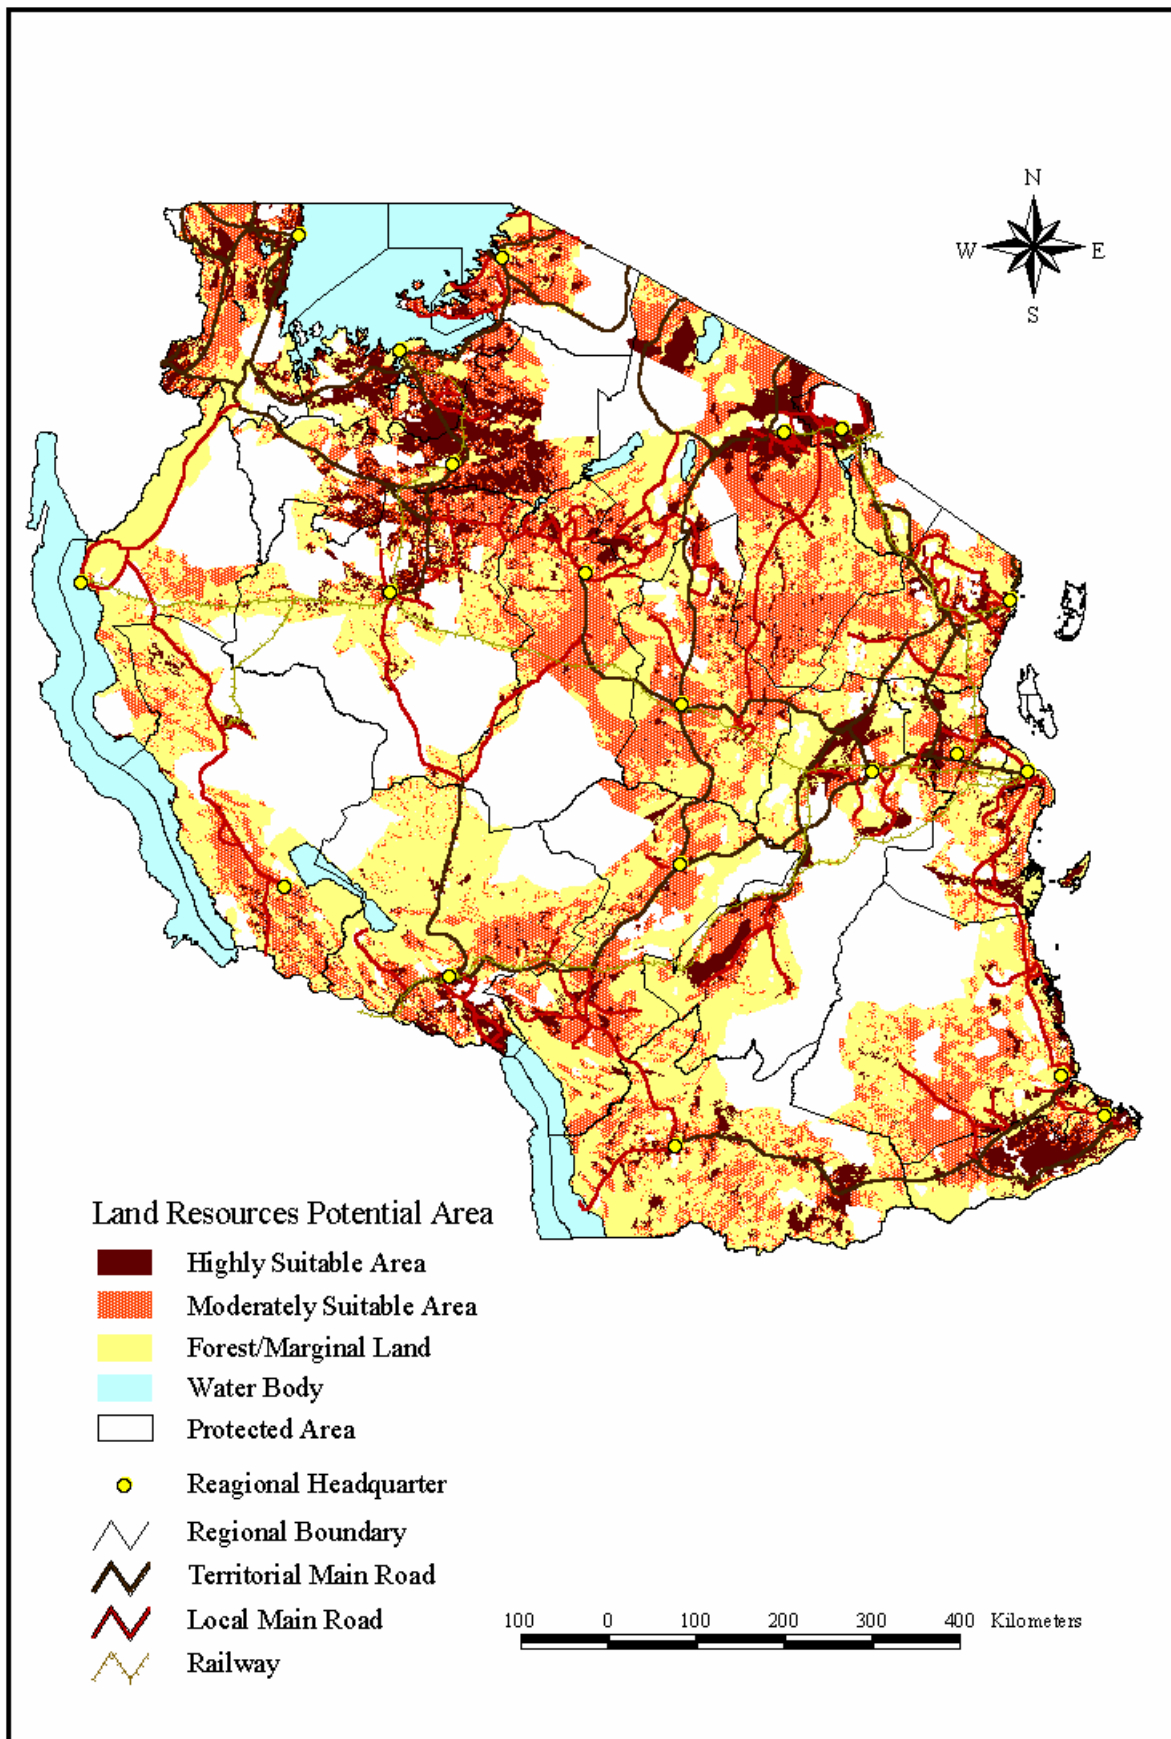 N
W E
S
Land Resources Potential Area
Highly Suitable Area
Moderately Suitable Area
Forest/Marginal Land
Water Body
Protected Area
Reagional Headquarter
Regional Boundary
Territorial Main Road
Local Main Road
Railway
100 0 100 200 300 400 Kilometers